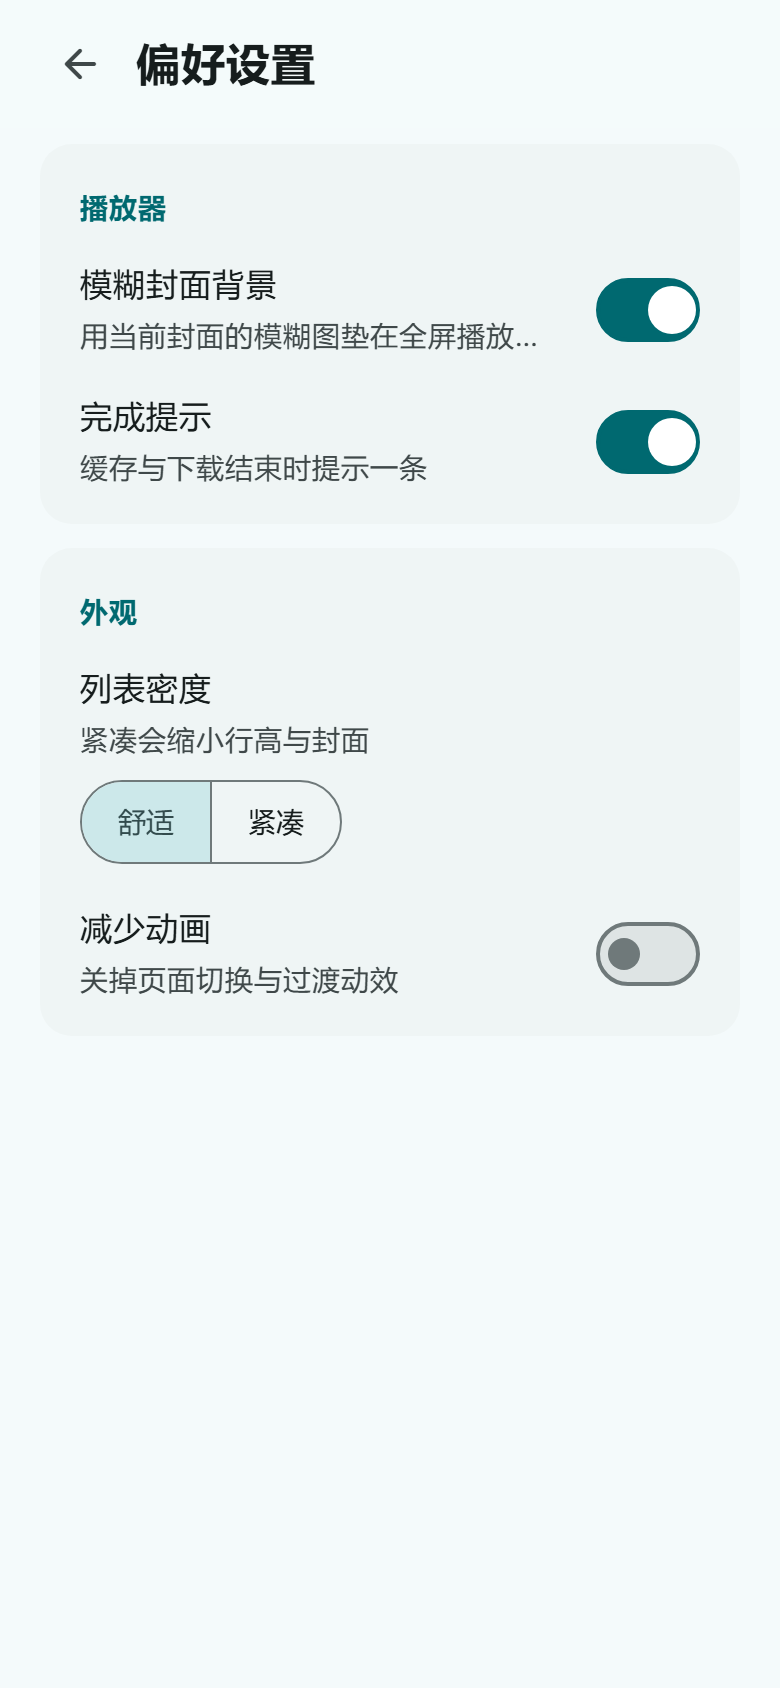 偏好设置
播放器
模糊封面背景
用当前封面的模糊图垫在全屏播放...
完成提示
缓存与下载结束时提示一条
外观
列表密度
紧凑会缩小行高与封面
舒适
紧凑
减少动画
关掉页面切换与过渡动效